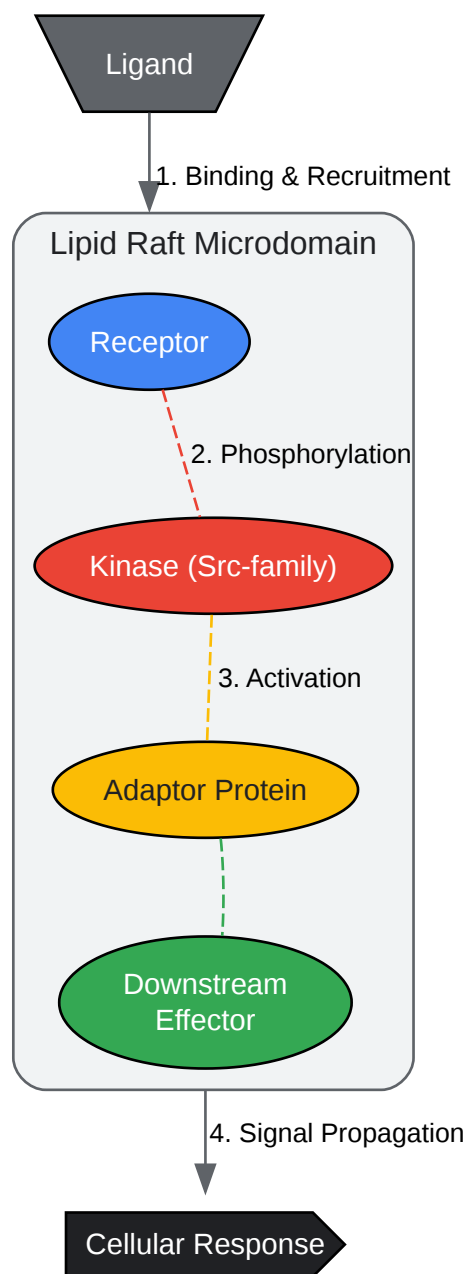 Ligand
1. Binding & Recruitment
Lipid Raft Microdomain
Receptor
2. Phosphorylation
Kinase (Src-family)
3. Activation
Adaptor Protein
Downstream
Effector
4. Signal Propagation
Cellular Response